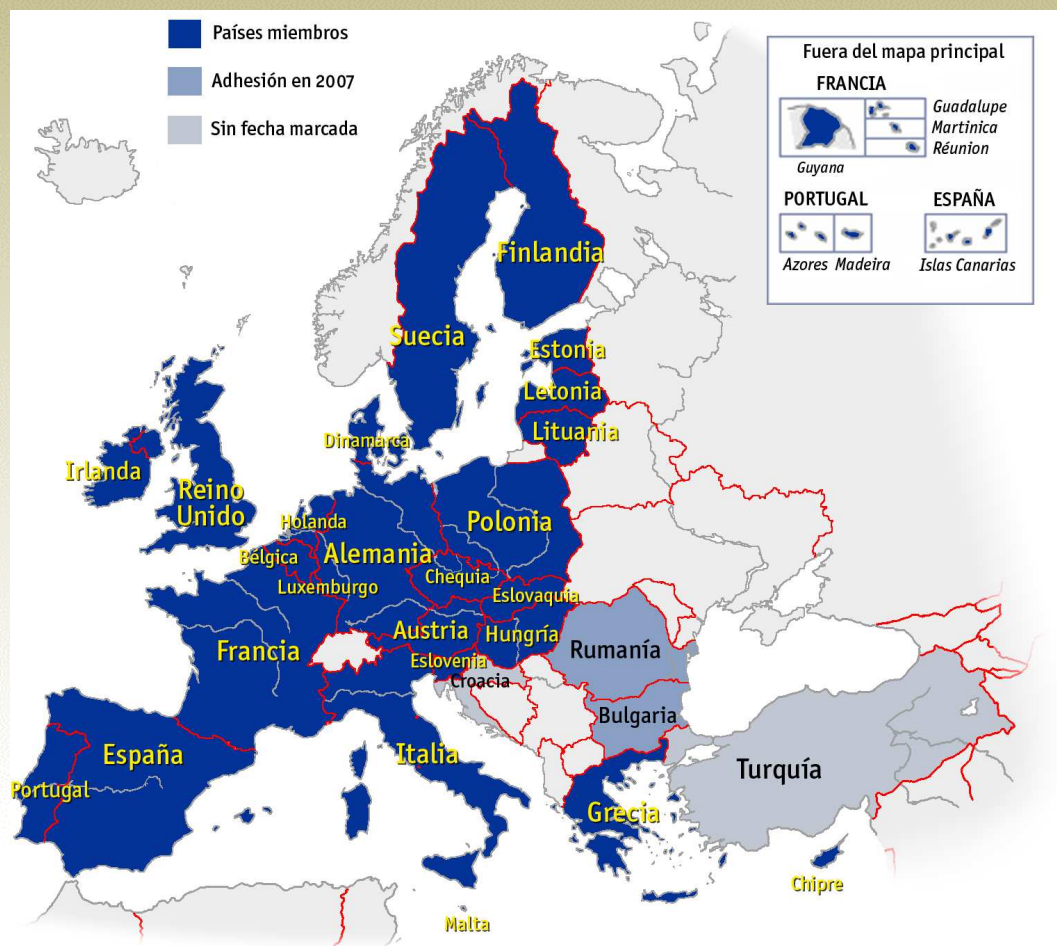 Países miembros
Adhesión en 2007
Sin fecha marcada
Fuera del mapa principal
FRANCIA
Guadalupe
Martinica
Réunion
Guyana
PORTUGAL
ESPAÑA
Azores
Madeira
Islas Canarias
Finlandia
Suecia
Estonia
Letonia
Lituania
Dinamarca
Irlanda
Reino
Unido
Holanda
Polonia
Bélgica
Alemania
Chequia
Luxemburgo
Eslovaquia
Austria
Hungría
Francia
Eslovenia
Rumanía
Croacia
Bulgaria
España
Italia
Portugal
Turquía
Grecia
Chipre
Malta